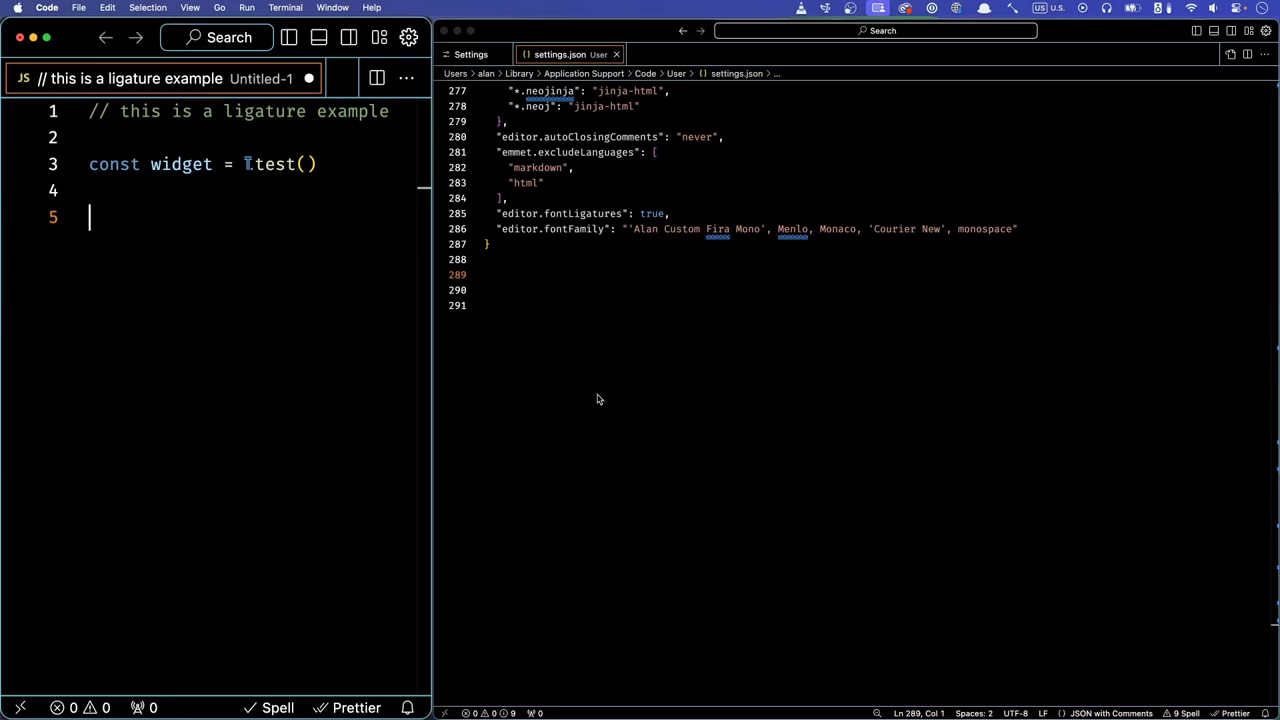 Code File Edit Selection View Go Run Terminal Window Help U.S.
Search
JS // this is a ligature example Untitled-1
1 // this is a ligature example
2
3 const widget = .test()
4
5
0 0 0 Spell Prettier
Search
Settings {} settings.json User
Users > alan > Library > Application Support > Code > User > {} settings.json > ...
277 "*.neojinja": "jinja-html",
278 "*.neoj": "jinja-html"
279 },
280 "editor.autoClosingComments": "never",
281 "emmet.excludeLanguages": [
282 "markdown",
283 "html"
284 ],
285 "editor.fontLigatures": true,
286 "editor.fontFamily": "'Alan Custom Fira Mono', Menlo, Monaco, 'Courier New', monospace"
287 }
288
289
290
291
0 0 9 0 Ln 289, Col 1 Spaces: 2 UTF-8 LF {} JSON with Comments 9 Spell Prettier